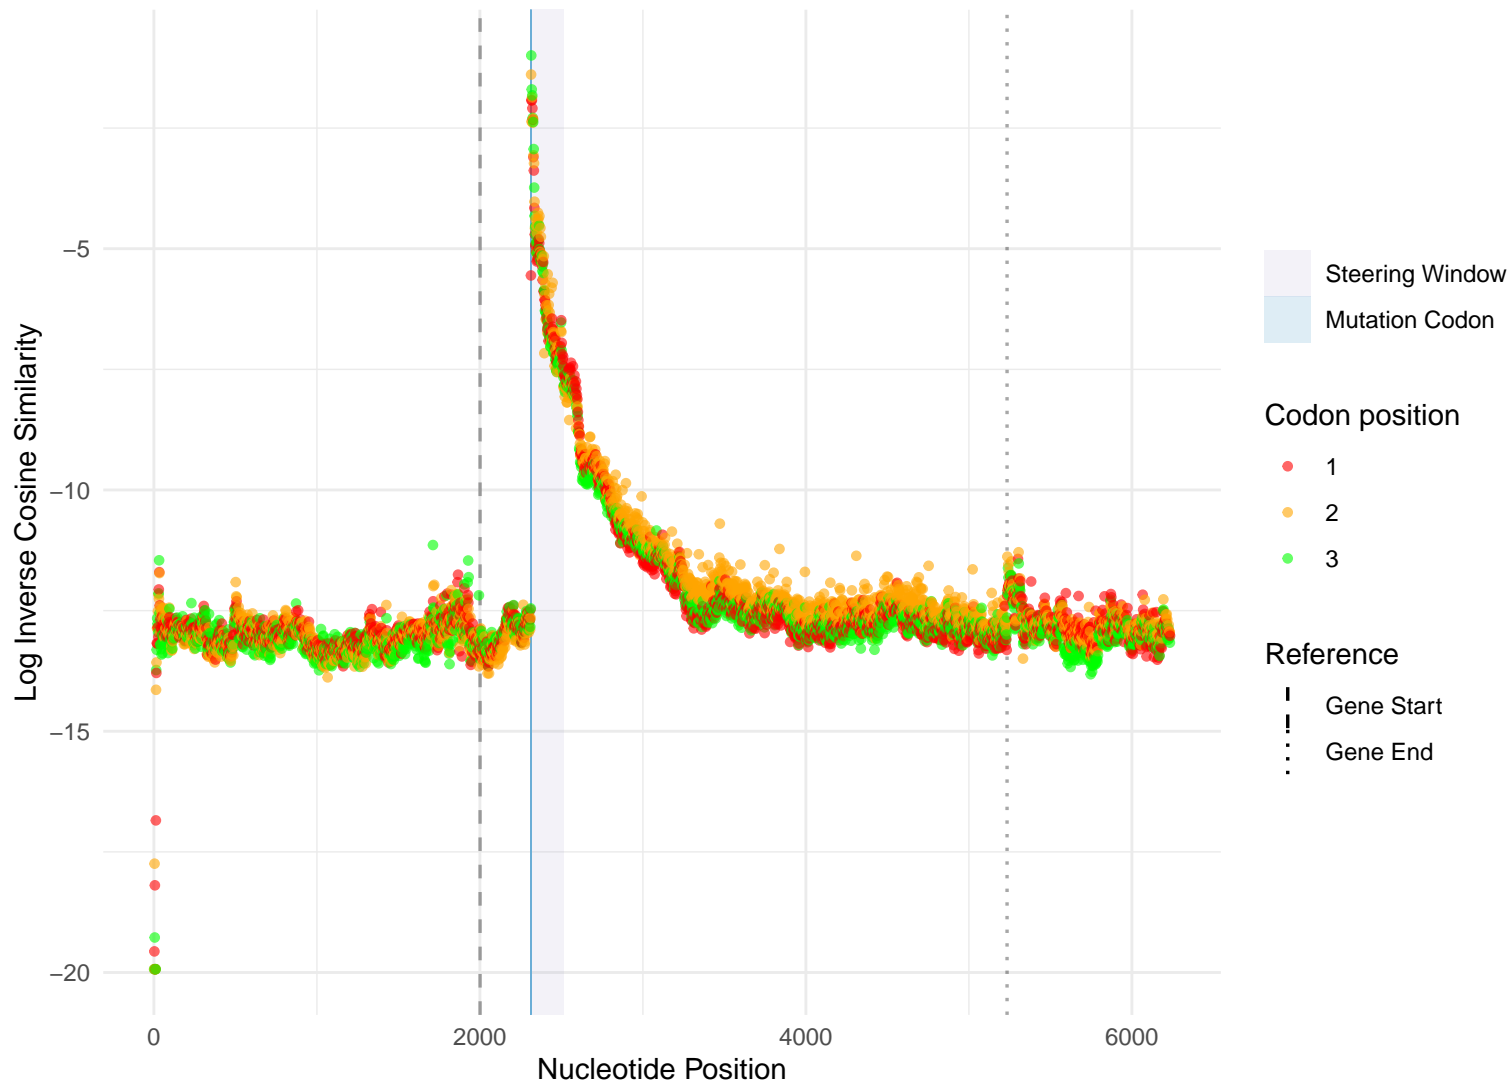 Log Inverse Cosine Similarity
−5
−10
−15
−20
0
2000
4000
6000
Nucleotide Position
Steering Window
Mutation Codon
Codon position
1
2
3
Reference
Gene Start
Gene End